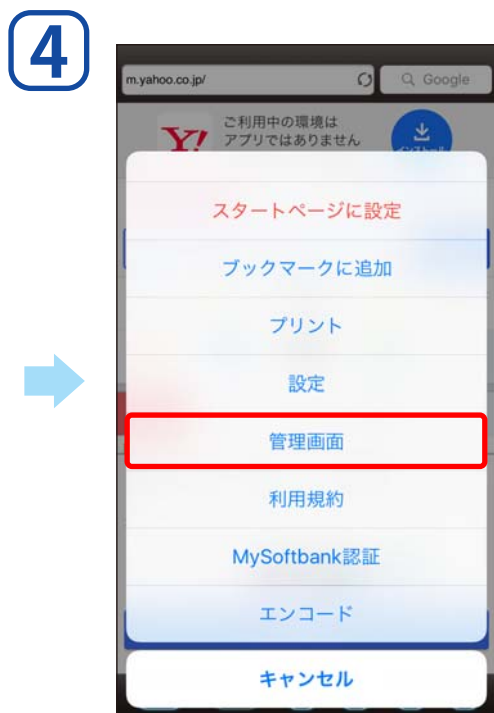 4
m.yahoo.co.jp/
Google
Y!
ご利用中の環境は
アプリではありません
スタートページに設定
ブックマークに追加
プリント
設定
管理画面
利用規約
MySoftbank認証
エンコード
キャンセル